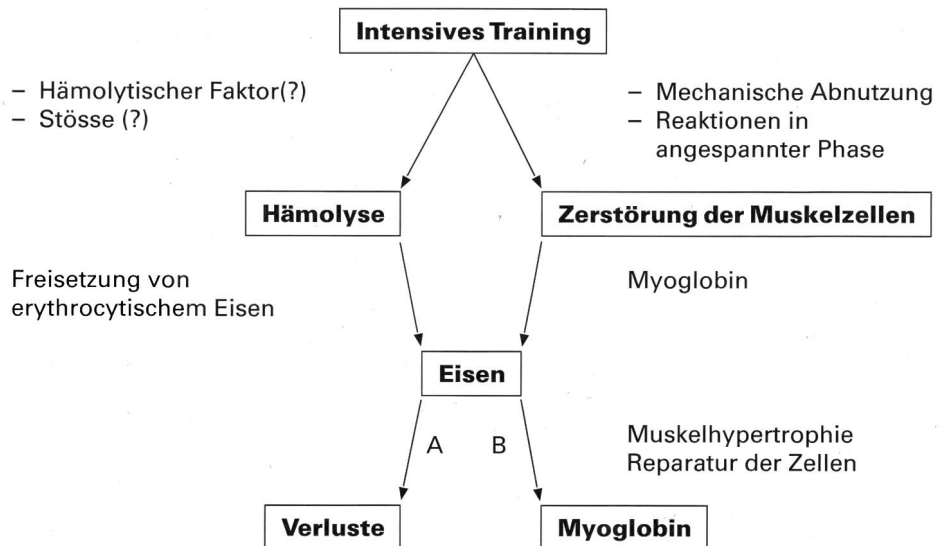 Intensives Training
– Hämolytischer Faktor(?)
– Stösse (?)
– Mechanische Abnutzung
– Reaktionen in
angespannter Phase
Hämolyse
Zerstörung der Muskelzellen
Freisetzung von
erythrocytischem Eisen
Myoglobin
Eisen
A
B
Muskelhypertrophie
Reparatur der Zellen
Verluste
Myoglobin